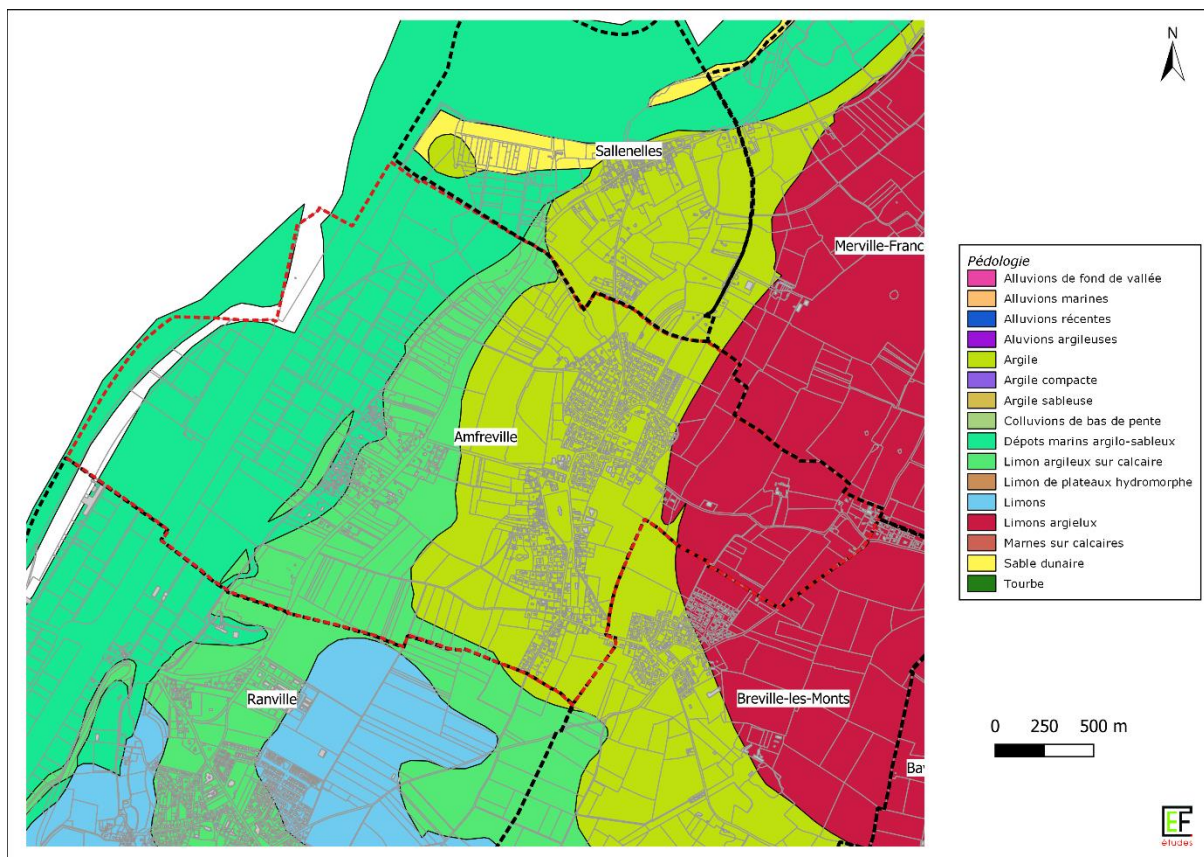 N
Sallenelles
Merville-Franc
Amfreville
Ranville
Breville-les-Monts
Pédologie
Alluvions de fond de vallée
Alluvions marines
Alluvions récentes
Aluvions argileuses
Argile
Argile compacte
Argile sableuse
Colluvions de bas de pente
Dépots marins argilo-sableux
Limon argileux sur calcaire
Limon de plateaux hydromorphe
Limons
Limons argielux
Marnes sur calcaires
Sable dunaire
Tourbe
0 250 500 m
Ba
EF
études